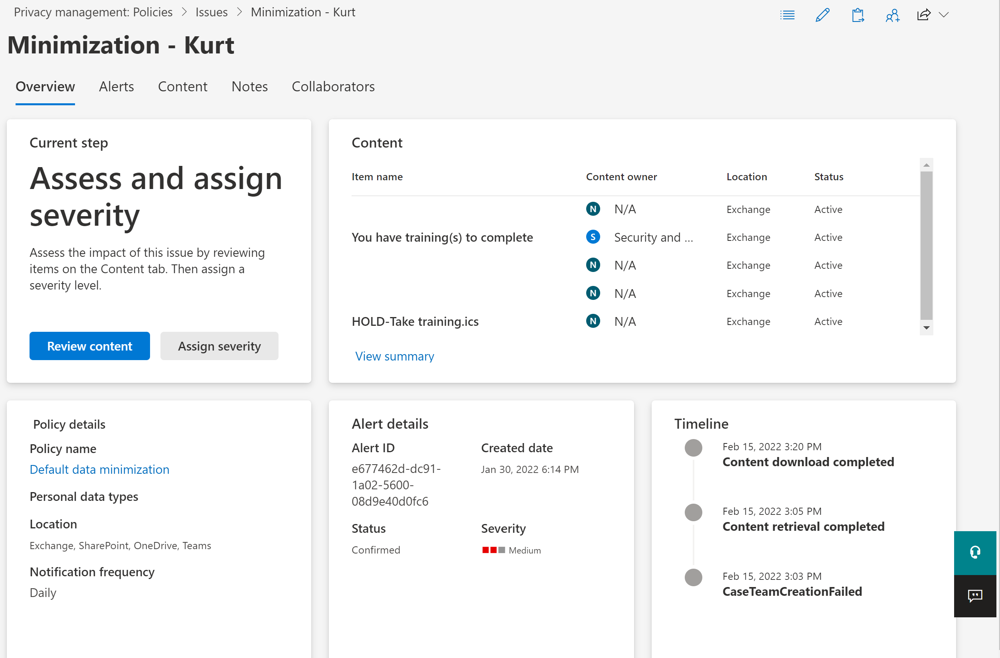 Privacy management: Policies > Issues > Minimization - Kurt
Minimization - Kurt
Overview Alerts Content Notes Collaborators
Current step
Assess and assign
severity
Assess the impact of this issue by reviewing
items on the Content tab. Then assign a
severity level.
Review content Assign severity
Content
Item name Content owner Location Status
N N/A Exchange Active
You have training(s) to complete S Security and ... Exchange Active
N N/A Exchange Active
N N/A Exchange Active
HOLD-Take training.ics N N/A Exchange Active
View summary
Policy details
Policy name
Default data minimization
Personal data types
Location
Exchange, SharePoint, OneDrive, Teams
Notification frequency
Daily
Alert details
Alert ID Created date
e677462d-dc91- Jan 30, 2022 6:14 PM
1a02-5600-
08d9e40d0fc6
Status Severity
Confirmed Medium
Timeline
Feb 15, 2022 3:20 PM
Content download completed
Feb 15, 2022 3:05 PM
Content retrieval completed
Feb 15, 2022 3:03 PM
CaseTeamCreationFailed